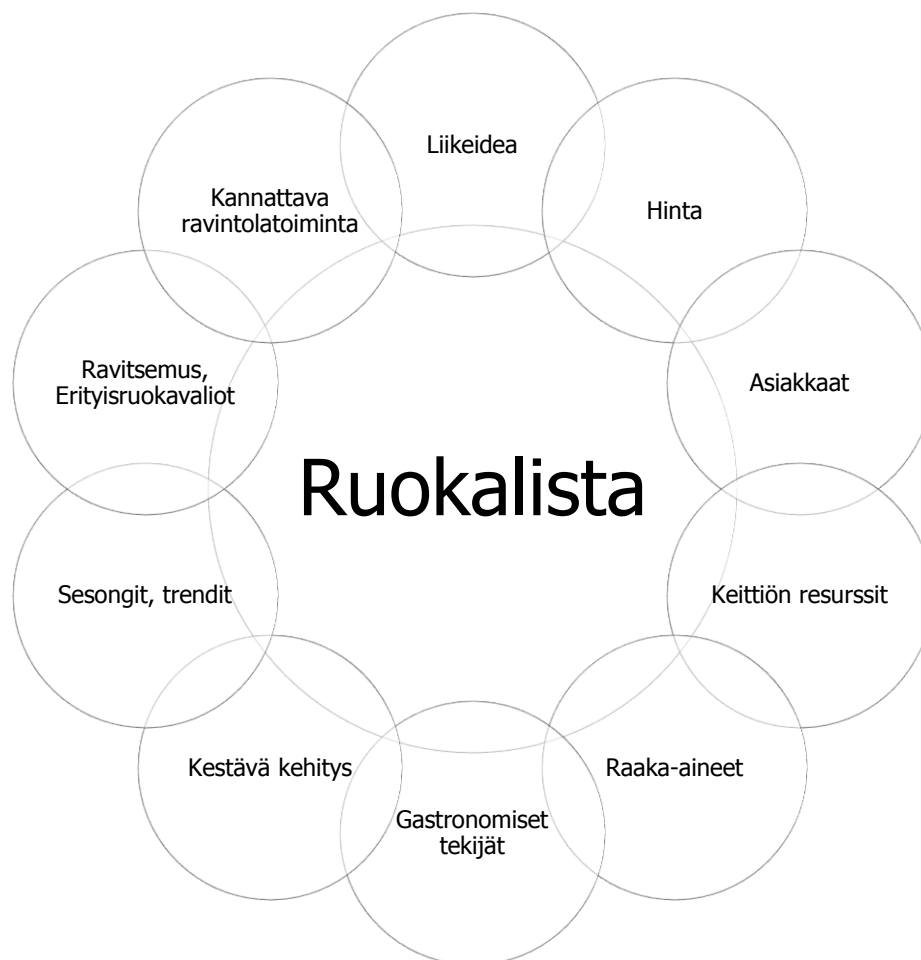 Liikeidea
Kannattava
ravintolatoiminta
Hinta
Ravitsemus,
Erityisruokavaliot
Asiakkaat
Ruokalista
Sesongit, trendit
Keittiön resurssit
Kestävä kehitys
Raaka-aineet
Gastronomiset
tekijät